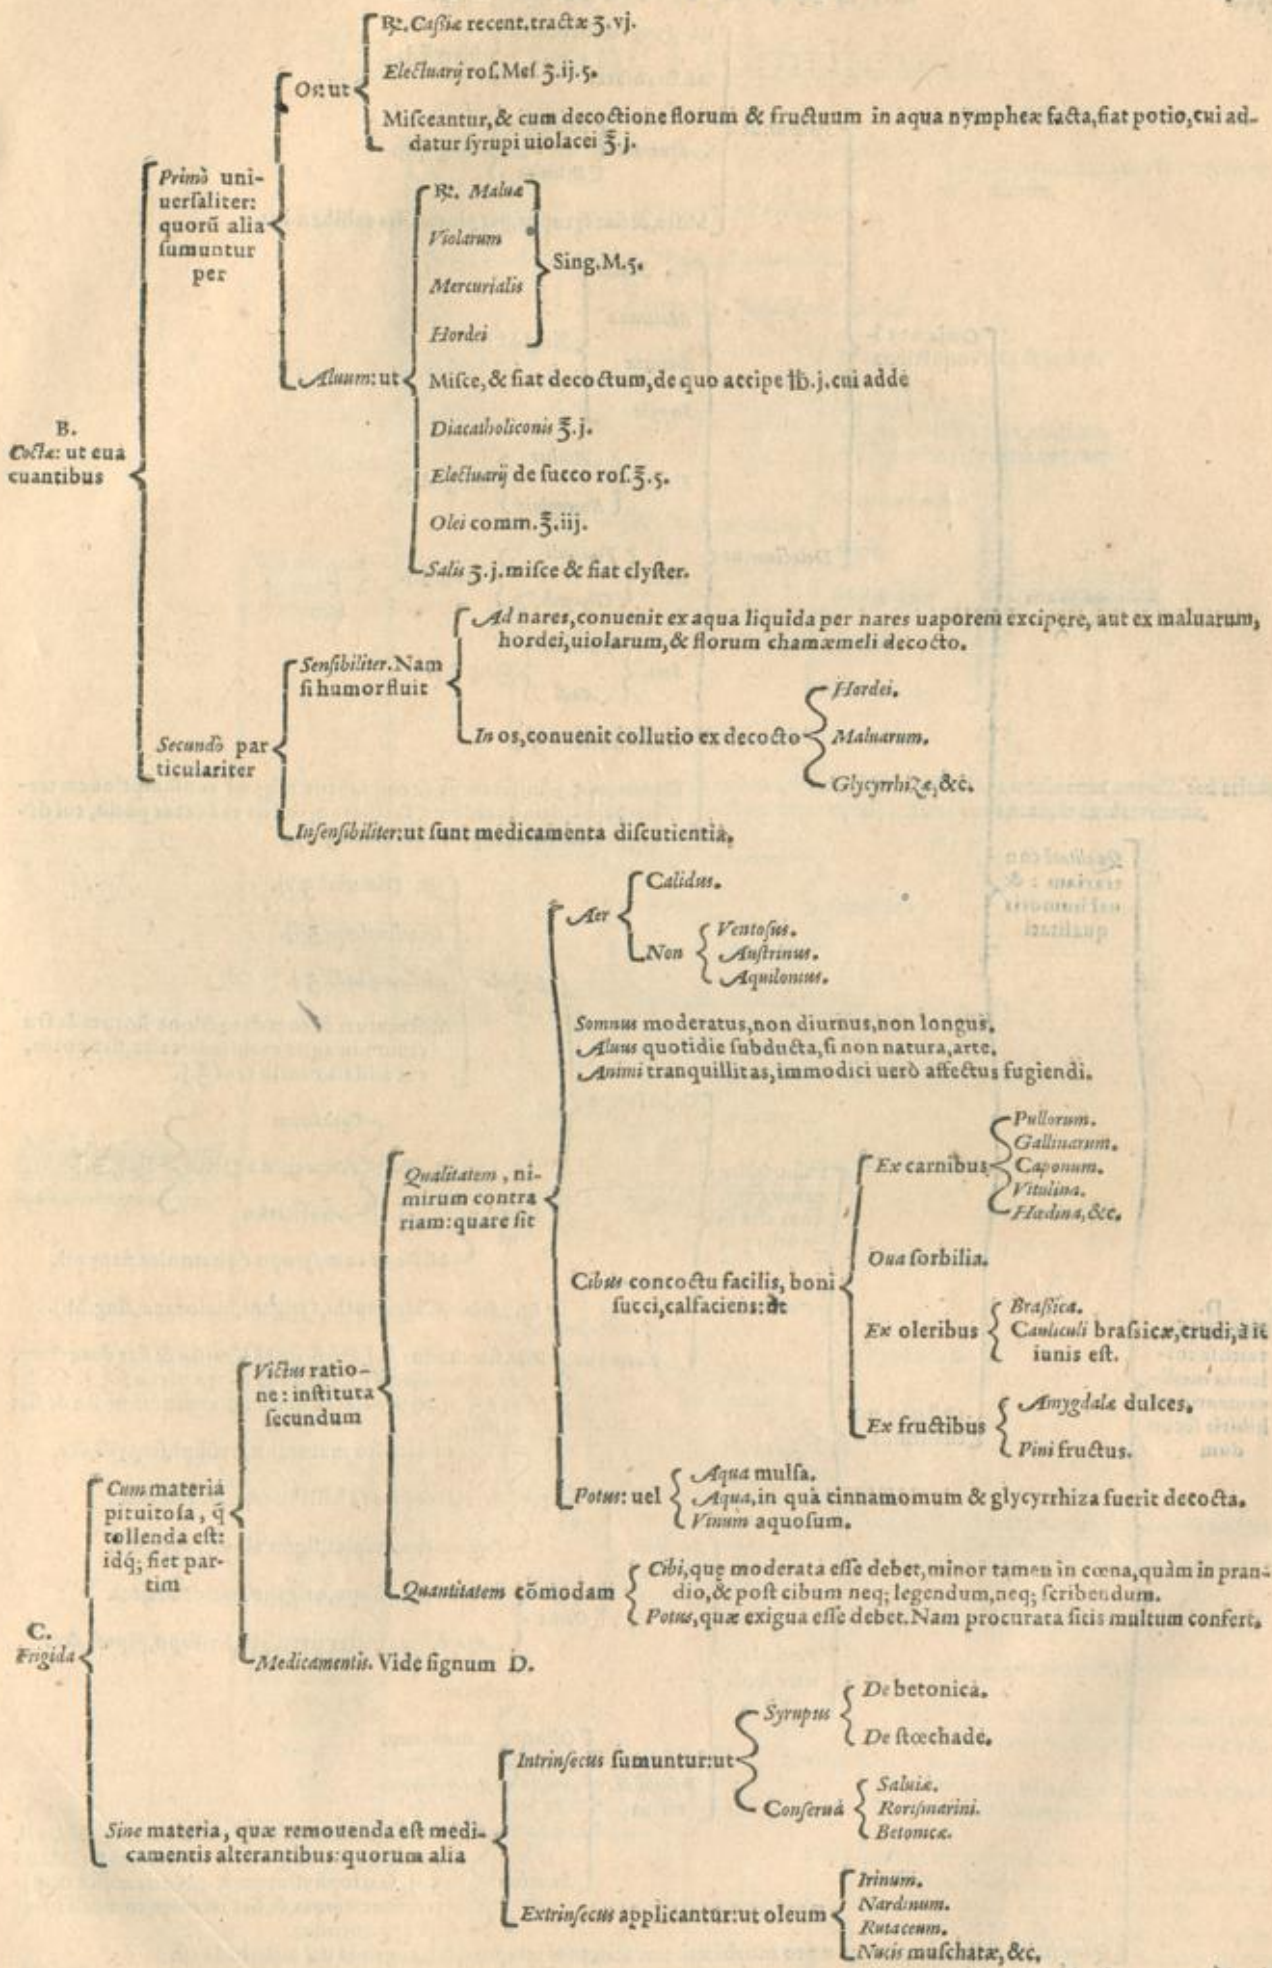 B.
Coctæ: ut eua
cuantibus
Primò uni-
uerſaliter:
quorũ alia
ſumuntur
per
Os: ut
℞. Caſſiæ recent. tractæ ʒ. vj.
Electuarij roſ. Meſ ʒ. ij. 5.
Miſceantur, & cum decoctione florum & fructuum in aqua nympheæ facta, fiat potio, cui ad-
datur ſyrupi uiolacei ℥. j.
Aluum: ut
℞. Maluæ
Violarum
Mercurialis
Hordei
Sing. M. 5.
Miſce, & fiat decoctum, de quo accipe ℔. j. cui adde
Diacatholiconis ℥. j.
Electuarij de ſucco roſ. ℥. 5.
Olei comm. ℥. iij.
Salis ʒ. j. miſce & fiat clyſter.
Secundò par
ticulariter
Senſibiliter. Nam
ſi humor fluit
Ad nares, conuenit ex aqua liquida per nares uaporem excipere, aut ex maluarum,
hordei, uiolarum, & florum chamæmeli decocto.
In os, conuenit collutio ex decocto
Hordei.
Maluarum.
Glycyrrhizæ, &c.
Inſenſibiliter: ut ſunt medicamenta diſcutientia.
C.
Frigida
Cum materia
pituitoſa, q̃
tollenda eſt:
idq́; fiet par-
tim
Victus ratio-
ne: inſtituta
ſecundum
Qualitatem, ni-
mirum contra
riam: quare ſit
Aer
Calidus.
Non
Ventoſus.
Auſtrinus.
Aquilonius.
Somnus moderatus, non diurnus, non longus.
Aluus quotidie ſubducta, ſi non natura, arte.
Animi tranquillitas, immodici uerò affectus fugiendi.
Cibus concoctu facilis, boni
ſucci, calfaciens: ut
Ex carnibus
Pullorum.
Gallinarum.
Caponum.
Vitulina.
Hœdina, &c.
Oua ſorbilia.
Ex oleribus
Braſſica.
Cauliculi braſsicæ, crudi, à ie
iunis eſt.
Ex fructibus
Amygdalæ dulces.
Pini fructus.
Potus: uel
Aqua mulſa.
Aqua, in qua cinnamomum & glycyrrhiza fuerit decocta.
Vinum aquoſum.
Quantitatem cõmodam
Cibi, quę moderata eſſe debet, minor tamen in cœna, quàm in pran-
dio, & poſt cibum neq; legendum, neq; ſcribendum.
Potus, quæ exigua eſſe debet. Nam procurata ſitis multum confert.
Medicamentis. Vide ſignum D.
Sine materia, quæ remouenda eſt medi-
camentis alterantibus: quorum alia
Intrinſecus ſumuntur: ut
Syrupus
De betonica.
De ſtœchade.
Conſerua
Saluiæ.
Roriſmarini.
Betonicæ.
Extrinſecus applicantur: ut oleum
Irinum.
Nardinum.
Rutaceum.
Nucis muſchatæ, &c.